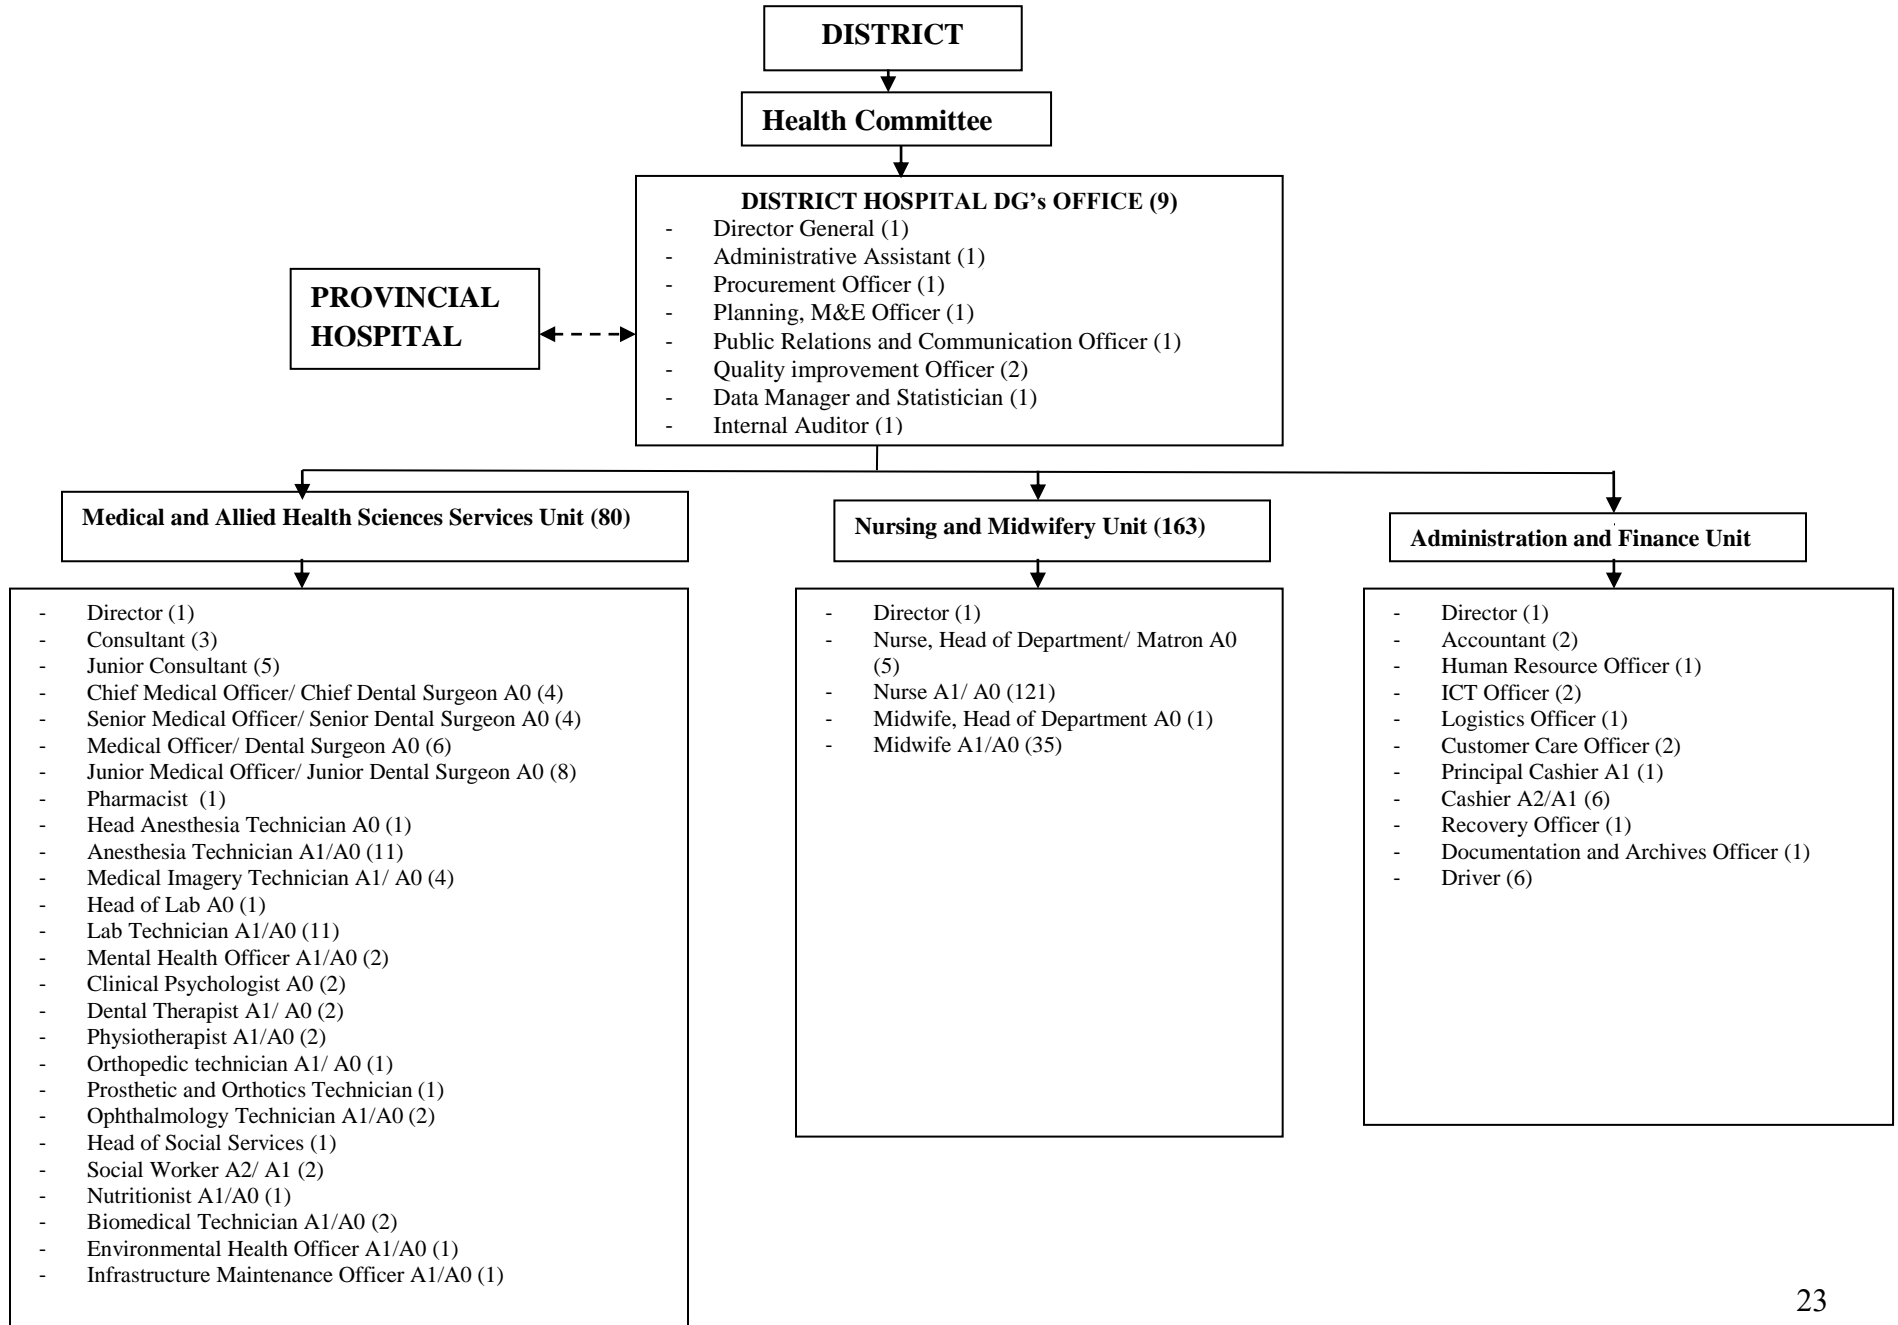 DISTRICT
Health Committee
DISTRICT HOSPITAL DG's OFFICE (9)
- Director General (1)
- Administrative Assistant (1)
- Procurement Officer (1)
- Planning, M&E Officer (1)
- Public Relations and Communication Officer (1)
- Quality improvement Officer (2)
- Data Manager and Statistician (1)
- Internal Auditor (1)
PROVINCIAL
HOSPITAL
Medical and Allied Health Sciences Services Unit (80)
- Director (1)
- Consultant (3)
- Junior Consultant (5)
- Chief Medical Officer/ Chief Dental Surgeon A0 (4)
- Senior Medical Officer/ Senior Dental Surgeon A0 (4)
- Medical Officer/ Dental Surgeon A0 (6)
- Junior Medical Officer/ Junior Dental Surgeon A0 (8)
- Pharmacist (1)
- Head Anesthesia Technician A0 (1)
- Anesthesia Technician A1/A0 (11)
- Medical Imagery Technician A1/ A0 (4)
- Head of Lab A0 (1)
- Lab Technician A1/A0 (11)
- Mental Health Officer A1/A0 (2)
- Clinical Psychologist A0 (2)
- Dental Therapist A1/ A0 (2)
- Physiotherapist A1/A0 (2)
- Orthopedic technician A1/ A0 (1)
- Prosthetic and Orthotics Technician (1)
- Ophthalmology Technician A1/A0 (2)
- Head of Social Services (1)
- Social Worker A2/ A1 (2)
- Nutritionist A1/A0 (1)
- Biomedical Technician A1/A0 (2)
- Environmental Health Officer A1/A0 (1)
- Infrastructure Maintenance Officer A1/A0 (1)
Nursing and Midwifery Unit (163)
- Director (1)
- Nurse, Head of Department/ Matron A0
(5)
- Nurse A1/ A0 (121)
- Midwife, Head of Department A0 (1)
- Midwife A1/A0 (35)
Administration and Finance Unit
- Director (1)
- Accountant (2)
- Human Resource Officer (1)
- ICT Officer (2)
- Logistics Officer (1)
- Customer Care Officer (2)
- Principal Cashier A1 (1)
- Cashier A2/A1 (6)
- Recovery Officer (1)
- Documentation and Archives Officer (1)
- Driver (6)
23